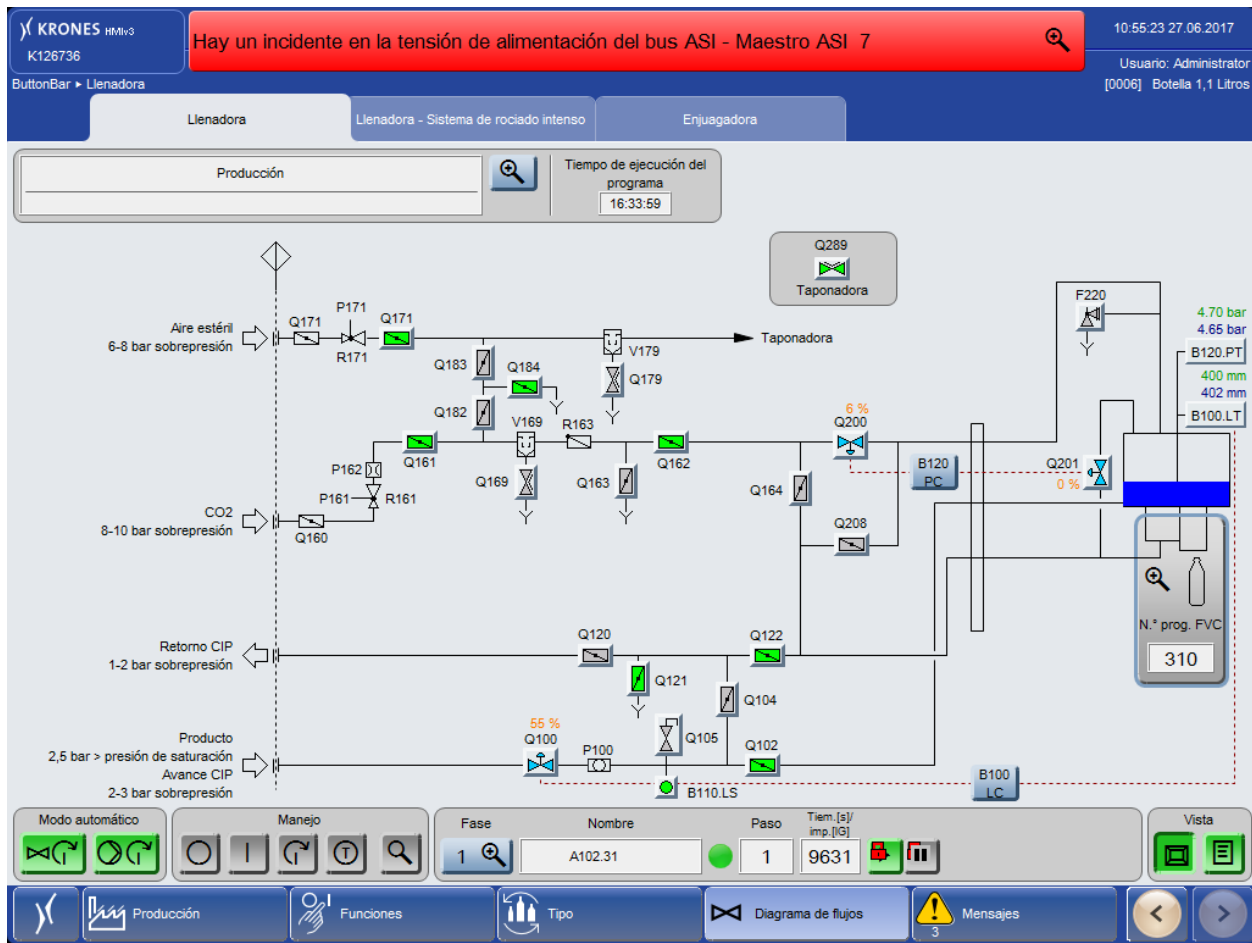 KRONES HMIv3
K126736
Hay un incidente en la tensión de alimentación del bus ASI - Maestro ASI 7
10:55:23 27.06.2017
Usuario: Administrator
[0006] Botella 1,1 Litros
ButtonBar ▸ Llenadora
Llenadora
Llenadora - Sistema de rociado intenso
Enjuagadora
Producción
Tiempo de ejecución del
programa
16:33:59
Q289
Taponadora
P171
Q171
Q171
R171
Aire estéril
6-8 bar sobrepresión
Q183
Q184
V179
Q179
Taponadora
F220
4.70 bar
4.65 bar
B120.PT
400 mm
402 mm
B100.LT
Q182
V169
R163
Q161
Q162
6 %
Q200
P162
P161
R161
Q169
Q163
Q164
B120
PC
Q201
0 %
CO2
8-10 bar sobrepresión
Q160
Q208
N.° prog. FVC
310
Retorno CIP
1-2 bar sobrepresión
Q120
Q122
Q121
Q104
Producto
2,5 bar > presión de saturación
Avance CIP
2-3 bar sobrepresión
55 %
Q100
P100
Q105
Q102
B110.LS
B100
LC
Modo automático
Manejo
Fase
Nombre
Paso
Tiem.[s]/
imp.[IG]
Vista
1
A102.31
1
9631
Producción
Funciones
Tipo
Diagrama de flujos
3
Mensajes